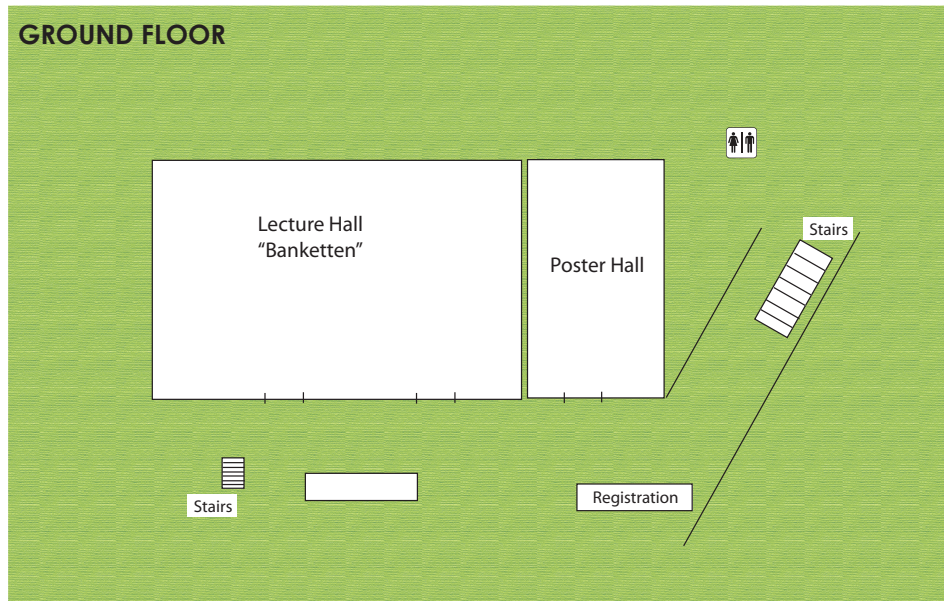 GROUND FLOOR
Stairs
Lecture Hall
“Banketten”
Poster Hall
Stairs
Registration